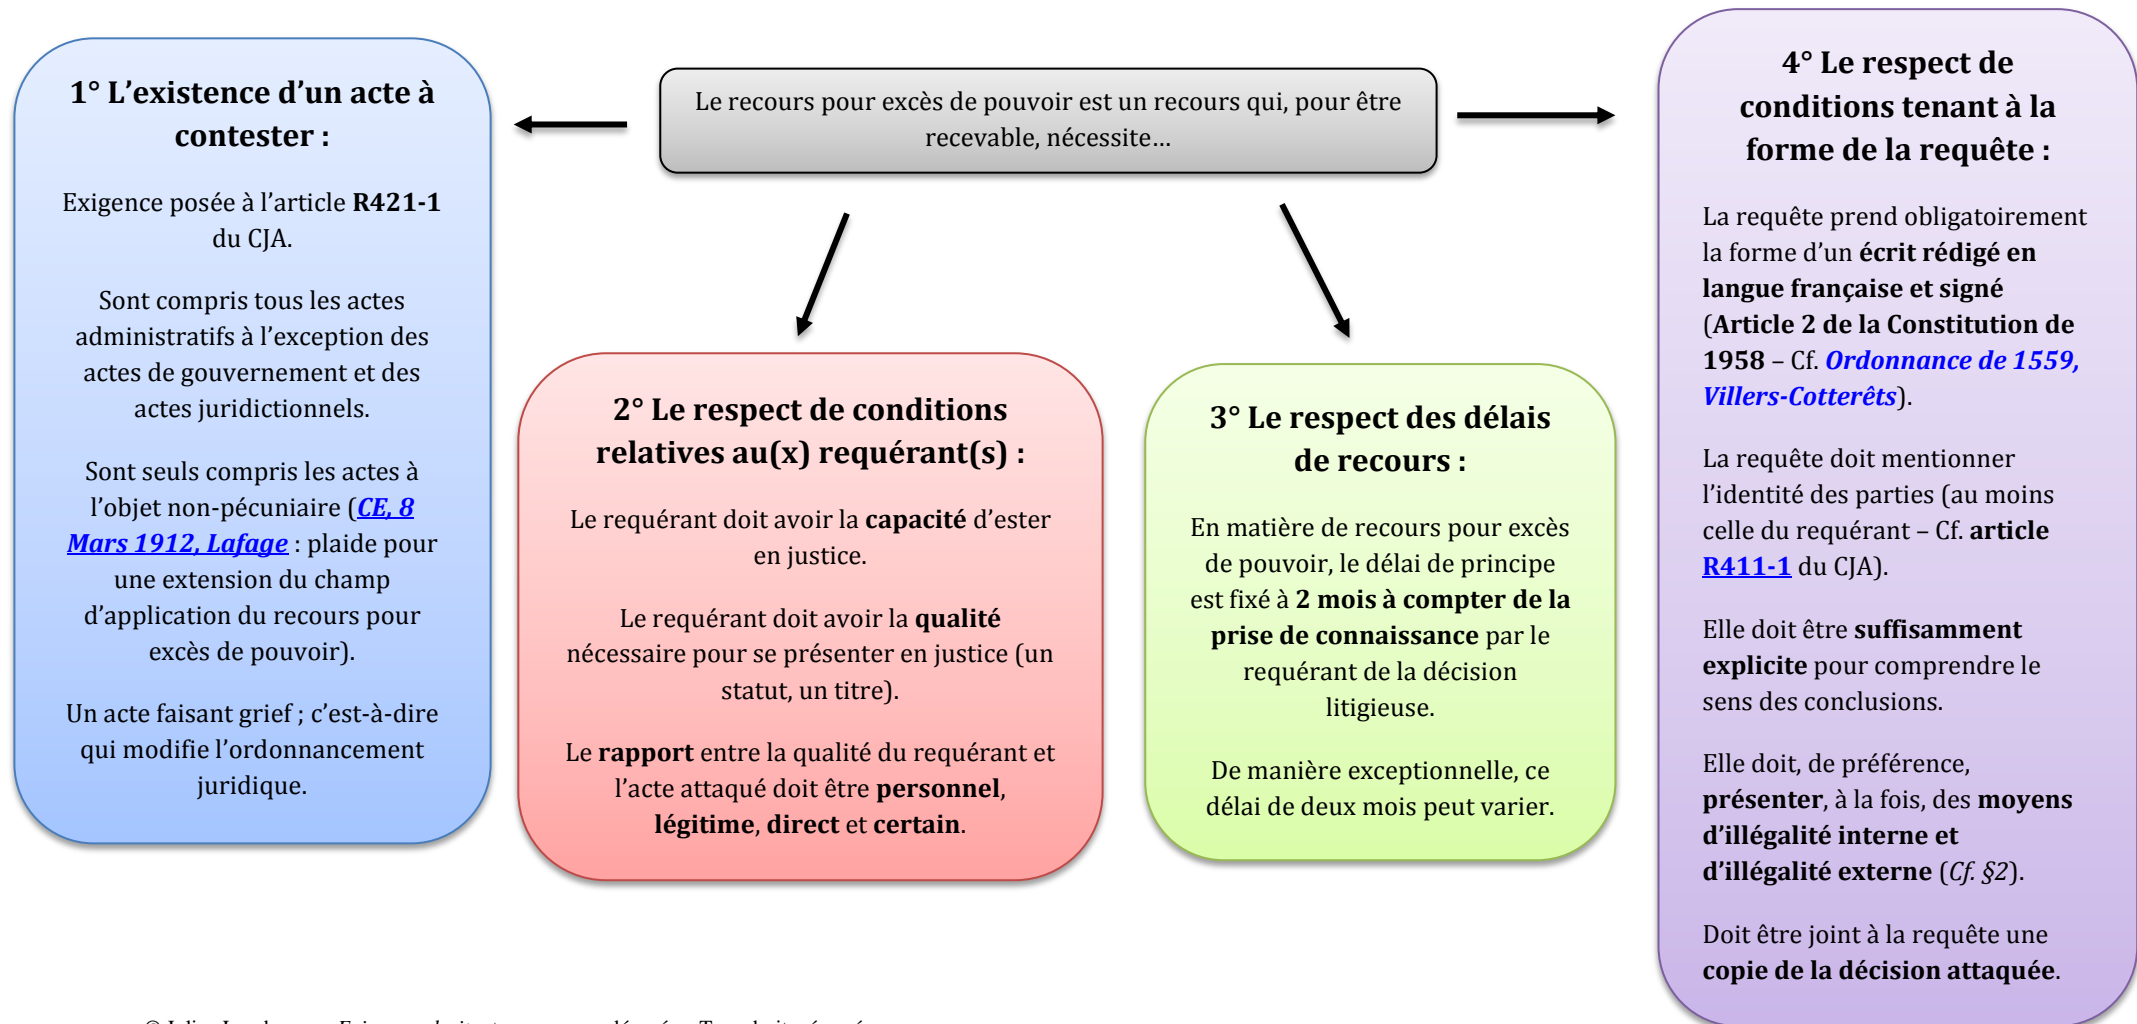 Le recours pour excès de pouvoir est un recours qui, pour être
recevable, nécessite…
1° L’existence d’un acte à
contester :
Exigence posée à l’article R421-1
du CJA.
Sont compris tous les actes
administratifs à l’exception des
actes de gouvernement et des
actes juridictionnels.
Sont seuls compris les actes à
l’objet non-pécuniaire (CE, 8
Mars 1912, Lafage : plaide pour
une extension du champ
d’application du recours pour
excès de pouvoir).
Un acte faisant grief ; c’est-à-dire
qui modifie l’ordonnancement
juridique.
2° Le respect de conditions
relatives au(x) requérant(s) :
Le requérant doit avoir la capacité d’ester
en justice.
Le requérant doit avoir la qualité
nécessaire pour se présenter en justice (un
statut, un titre).
Le rapport entre la qualité du requérant et
l’acte attaqué doit être personnel,
légitime, direct et certain.
3° Le respect des délais
de recours :
En matière de recours pour excès
de pouvoir, le délai de principe
est fixé à 2 mois à compter de la
prise de connaissance par le
requérant de la décision
litigieuse.
De manière exceptionnelle, ce
délai de deux mois peut varier.
4° Le respect de
conditions tenant à la
forme de la requête :
La requête prend obligatoirement
la forme d’un écrit rédigé en
langue française et signé
(Article 2 de la Constitution de
1958 – Cf. Ordonnance de 1559,
Villers-Cotterêts).
La requête doit mentionner
l’identité des parties (au moins
celle du requérant – Cf. article
R411-1 du CJA).
Elle doit être suffisamment
explicite pour comprendre le
sens des conclusions.
Elle doit, de préférence,
présenter, à la fois, des moyens
d’illégalité interne et
d’illégalité externe (Cf. §2).
Doit être joint à la requête une
copie de la décision attaquée.